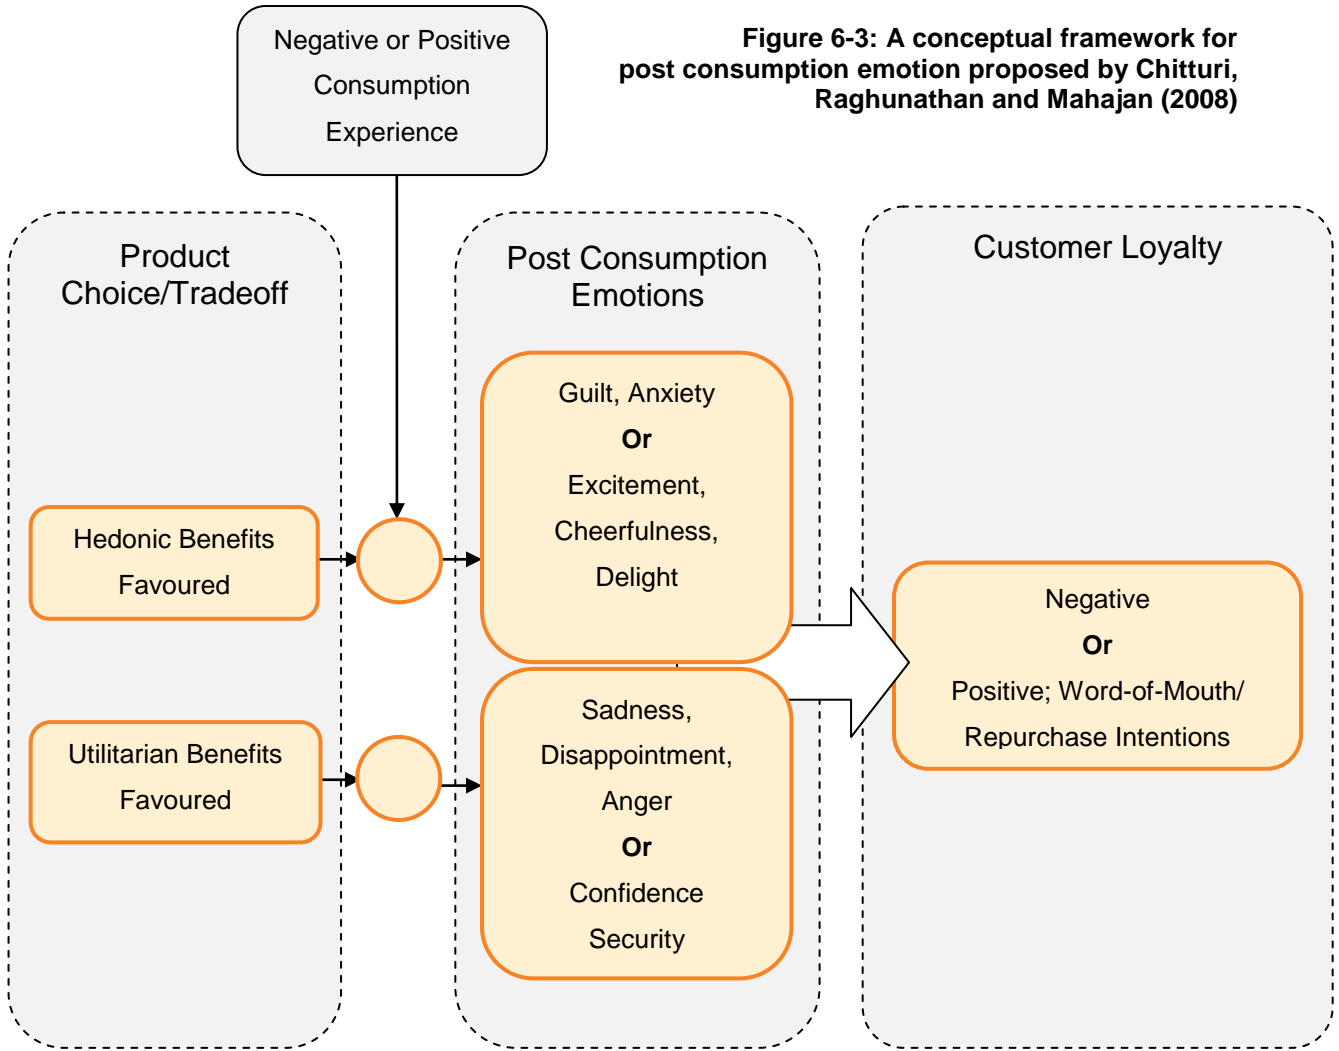 Negative or Positive
Consumption
Experience
Figure 6-3: A conceptual framework for
post consumption emotion proposed by Chitturi,
Raghunathan and Mahajan (2008)
Product
Choice/Tradeoff
Hedonic Benefits
Favoured
Utilitarian Benefits
Favoured
Post Consumption
Emotions
Guilt, Anxiety
Or
Excitement,
Cheerfulness,
Delight
Sadness,
Disappointment,
Anger
Or
Confidence
Security
Customer Loyalty
Negative
Or
Positive; Word-of-Mouth/
Repurchase Intentions